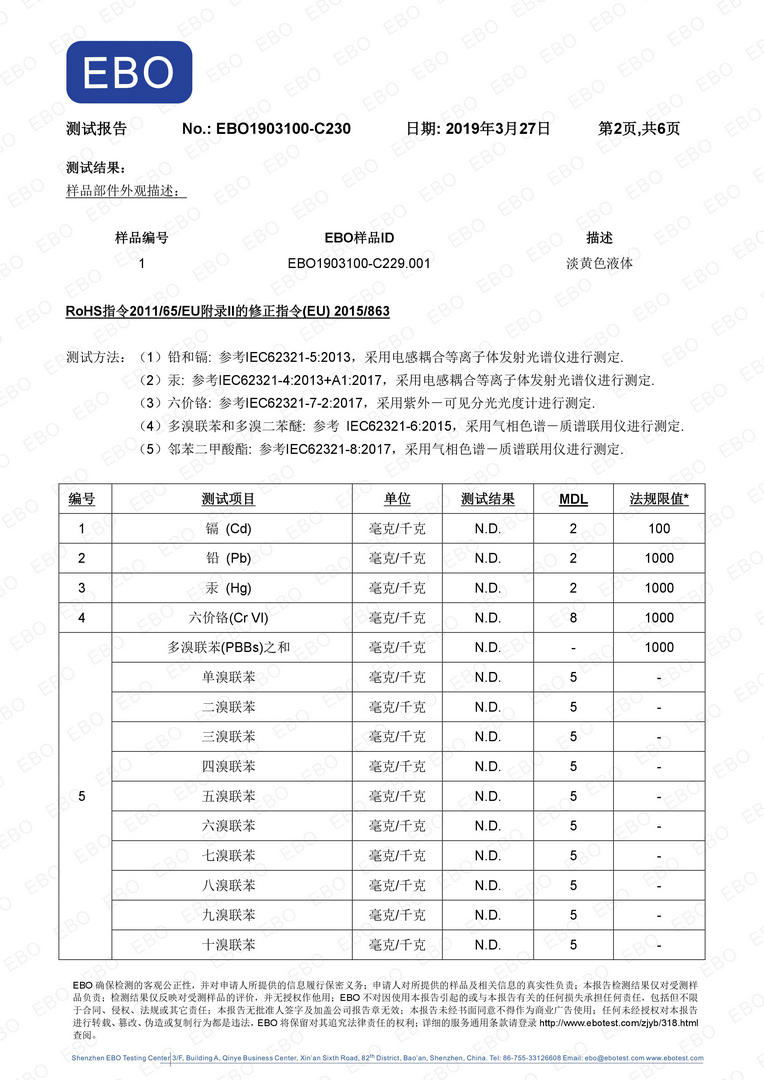 EBO
测试报告 No.: EBO1903100-C230 日期: 2019年3月27日 第2页,共6页
测试结果：
样品部件外观描述：
样品编号 EBO样品ID 描述
1 EBO1903100-C229.001 淡黄色液体
RoHS指令2011/65/EU附录II的修正指令(EU) 2015/863
测试方法：（1）铅和镉: 参考IEC62321-5:2013，采用电感耦合等离子体发射光谱仪进行测定.
（2）汞: 参考IEC62321-4:2013+A1:2017，采用电感耦合等离子体发射光谱仪进行测定.
（3）六价铬: 参考IEC62321-7-2:2017，采用紫外－可见分光光度计进行测定.
（4）多溴联苯和多溴二苯醚: 参考 IEC62321-6:2015，采用气相色谱－质谱联用仪进行测定.
（5）邻苯二甲酸酯: 参考IEC62321-8:2017，采用气相色谱－质谱联用仪进行测定.
编号 测试项目 单位 测试结果 MDL 法规限值*
1 镉 (Cd) 毫克/千克 N.D. 2 100
2 铅 (Pb) 毫克/千克 N.D. 2 1000
3 汞 (Hg) 毫克/千克 N.D. 2 1000
4 六价铬(Cr VI) 毫克/千克 N.D. 8 1000
多溴联苯(PBBs)之和 毫克/千克 N.D. - 1000
单溴联苯 毫克/千克 N.D. 5 -
二溴联苯 毫克/千克 N.D. 5 -
三溴联苯 毫克/千克 N.D. 5 -
四溴联苯 毫克/千克 N.D. 5 -
5 五溴联苯 毫克/千克 N.D. 5 -
六溴联苯 毫克/千克 N.D. 5 -
七溴联苯 毫克/千克 N.D. 5 -
八溴联苯 毫克/千克 N.D. 5 -
九溴联苯 毫克/千克 N.D. 5 -
十溴联苯 毫克/千克 N.D. 5 -
EBO 确保检测的客观公正性，并对申请人所提供的信息履行保密义务；申请人对所提供的样品及相关信息的真实性负责；本报告检测结果仅对受测样
品负责；检测结果仅反映对受测样品的评价，并无授权作他用；EBO 不对因使用本报告引起的或与本报告有关的任何损失承担任何责任，包括但不限
于合同、侵权、法规或其它责任；本报告无批准人签字及加盖公司报告章无效；本报告未经书面同意不得作为商业广告使用；任何未经授权对本报告
进行转载、篡改、伪造或复制行为都是违法，EBO 将保留对其追究法律责任的权利；详细的服务通用条款请登录 http://www.ebotest.com/zjyb/318.html
查阅。
Shenzhen EBO Testing Center 3/F, Building A, Qinye Business Center, Xin'an Sixth Road, 82th District, Bao'an, Shenzhen, China. Tel: 86-755-33126608 Email: ebo@ebotest.com www.ebotest.com